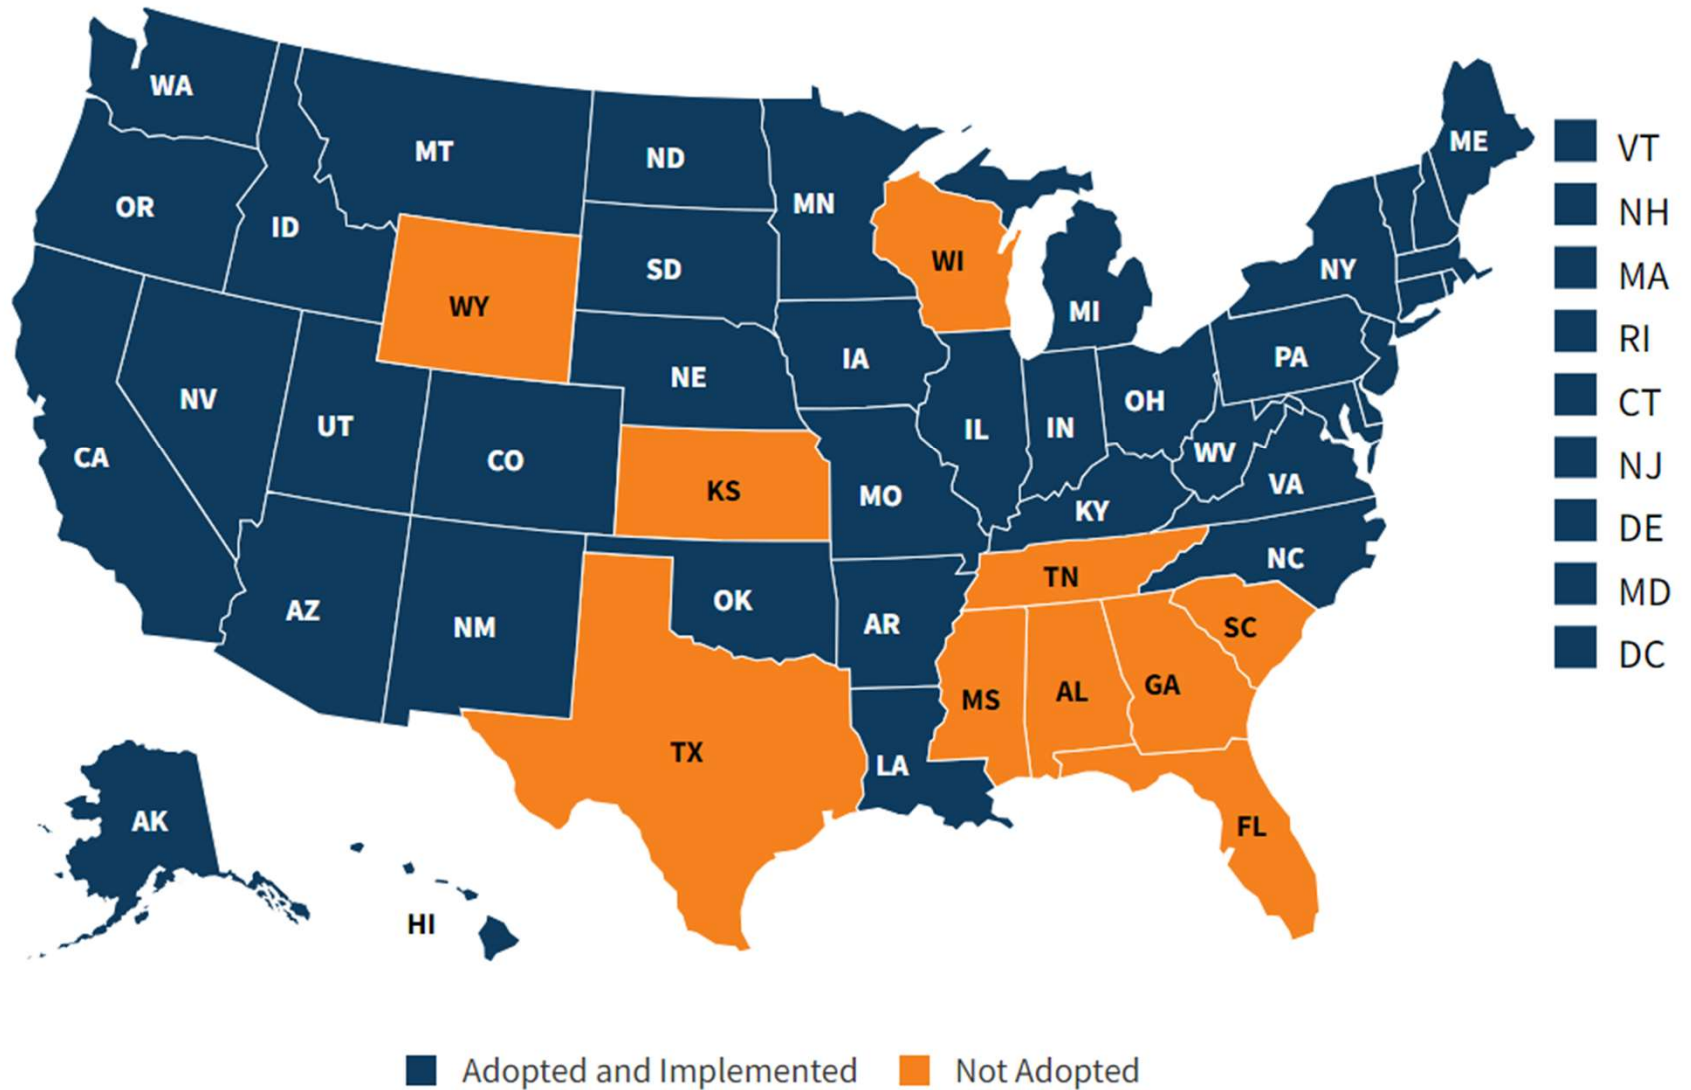 WA
MT
ND
MN
ME
VT
OR
ID
NH
WI
NY
SD
MA
WY
MI
RI
IA
PA
NE
NV
CT
OH
UT
IL
IN
CA
CO
WV
NJ
KS
MO
VA
KY
DE
NC
TN
MD
OK
AZ
NM
AR
SC
DC
MS
AL
GA
TX
LA
AK
FL
HI
Adopted and Implemented
Not Adopted